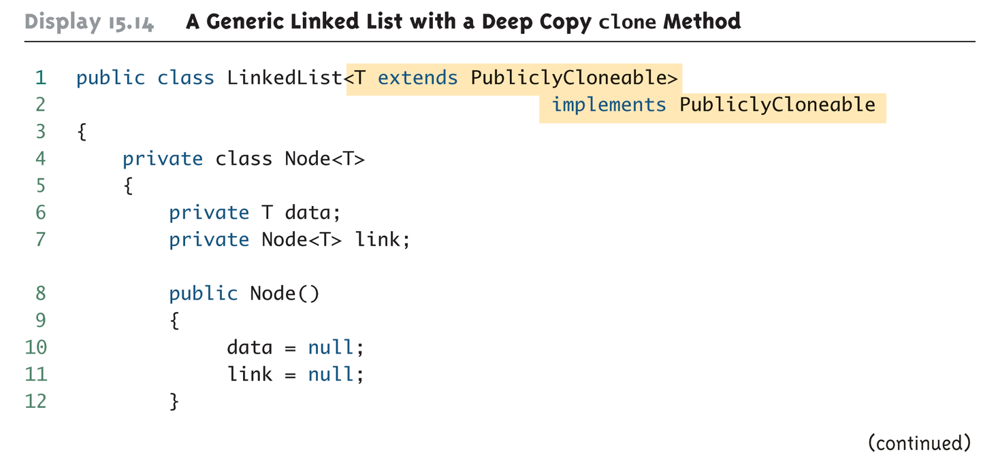 Display 15.14 A Generic Linked List with a Deep Copy clone Method
1 public class LinkedList<T extends PubliclyCloneable>
2 implements PubliclyCloneable
3 {
4 private class Node<T>
5 {
6 private T data;
7 private Node<T> link;
8 public Node()
9 {
10 data = null;
11 link = null;
12 }
(continued)